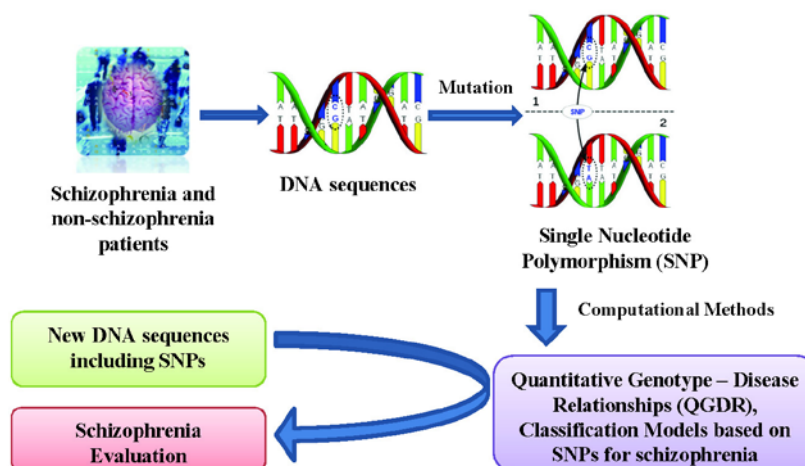 Schizophrenia and
non-schizophrenia
patients
C
G
DNA sequences
Mutation
C
G
1
SNP
2
T
A
Single Nucleotide
Polymorphism (SNP)
Computational Methods
New DNA sequences
including SNPs
Quantitative Genotype – Disease
Relationships (QGDR),
Classification Models based on
SNPs for schizophrenia
Schizophrenia
Evaluation